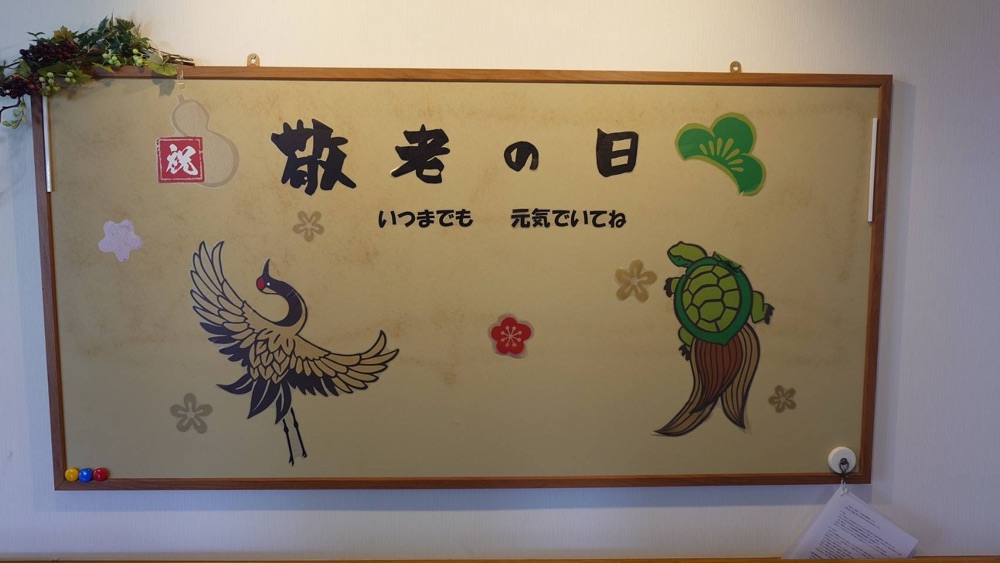 祝
敬老の日
いつまでも 元気でいてね